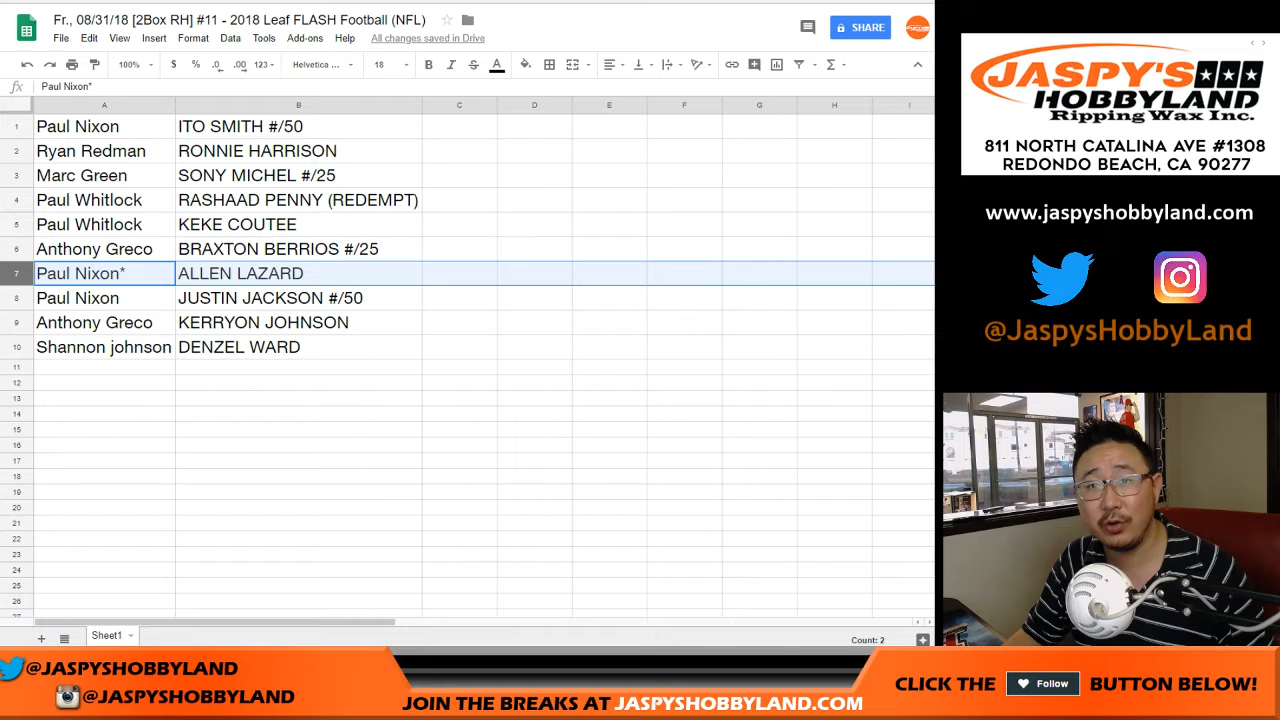 Fr., 08/31/18 [2Box RH] #11 - 2018 Leaf FLASH Football (NFL)
File Edit View Insert Format Data Tools Add-ons Help All changes saved in Drive
SHARE
100% $ % .0 .00 123 Helvetica ... 18 B I S A
fx Paul Nixon*
A B C D E F G H I
1 Paul Nixon ITO SMITH #/50
2 Ryan Redman RONNIE HARRISON
3 Marc Green SONY MICHEL #/25
4 Paul Whitlock RASHAAD PENNY (REDEMPT)
5 Paul Whitlock KEKE COUTEE
6 Anthony Greco BRAXTON BERRIOS #/25
7 Paul Nixon* ALLEN LAZARD
8 Paul Nixon JUSTIN JACKSON #/50
9 Anthony Greco KERRYON JOHNSON
10 Shannon johnson DENZEL WARD
11
12
13
14
15
16
17
18
19
20
21
22
23
24
25
26
27
Sheet1
Count: 2
JASPY'S
HOBBYLAND
Ripping Wax Inc.
811 NORTH CATALINA AVE #1308
REDONDO BEACH, CA 90277
www.jaspyshobbyland.com
@JaspysHobbyLand
@JASPYSHOBBYLAND
@JASPYSHOBBYLAND
JOIN THE BREAKS AT JASPYSHOBBYLAND.COM
CLICK THE Follow BUTTON BELOW!